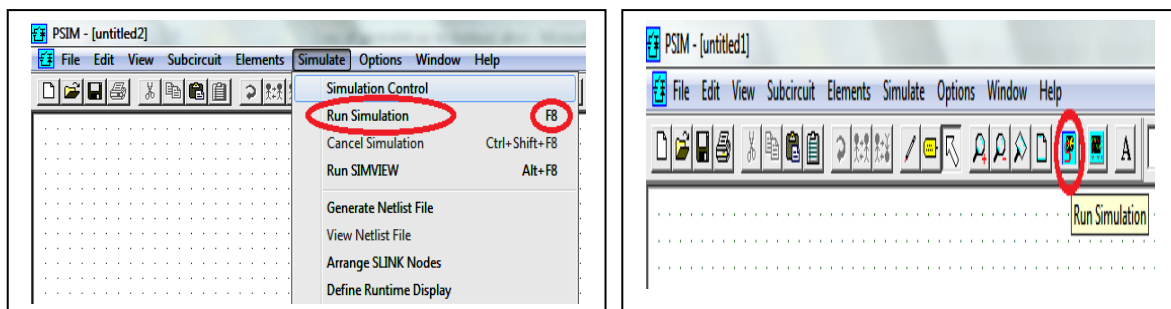 PSIM - [untitled2]
File Edit View Subcircuit Elements Simulate Options Window Help
Simulation Control
Run Simulation F8
Cancel Simulation Ctrl+Shift+F8
Run SIMVIEW Alt+F8
Generate Netlist File
View Netlist File
Arrange SLINK Nodes
Define Runtime Display
PSIM - [untitled1]
File Edit View Subcircuit Elements Simulate Options Window Help
A
Run Simulation